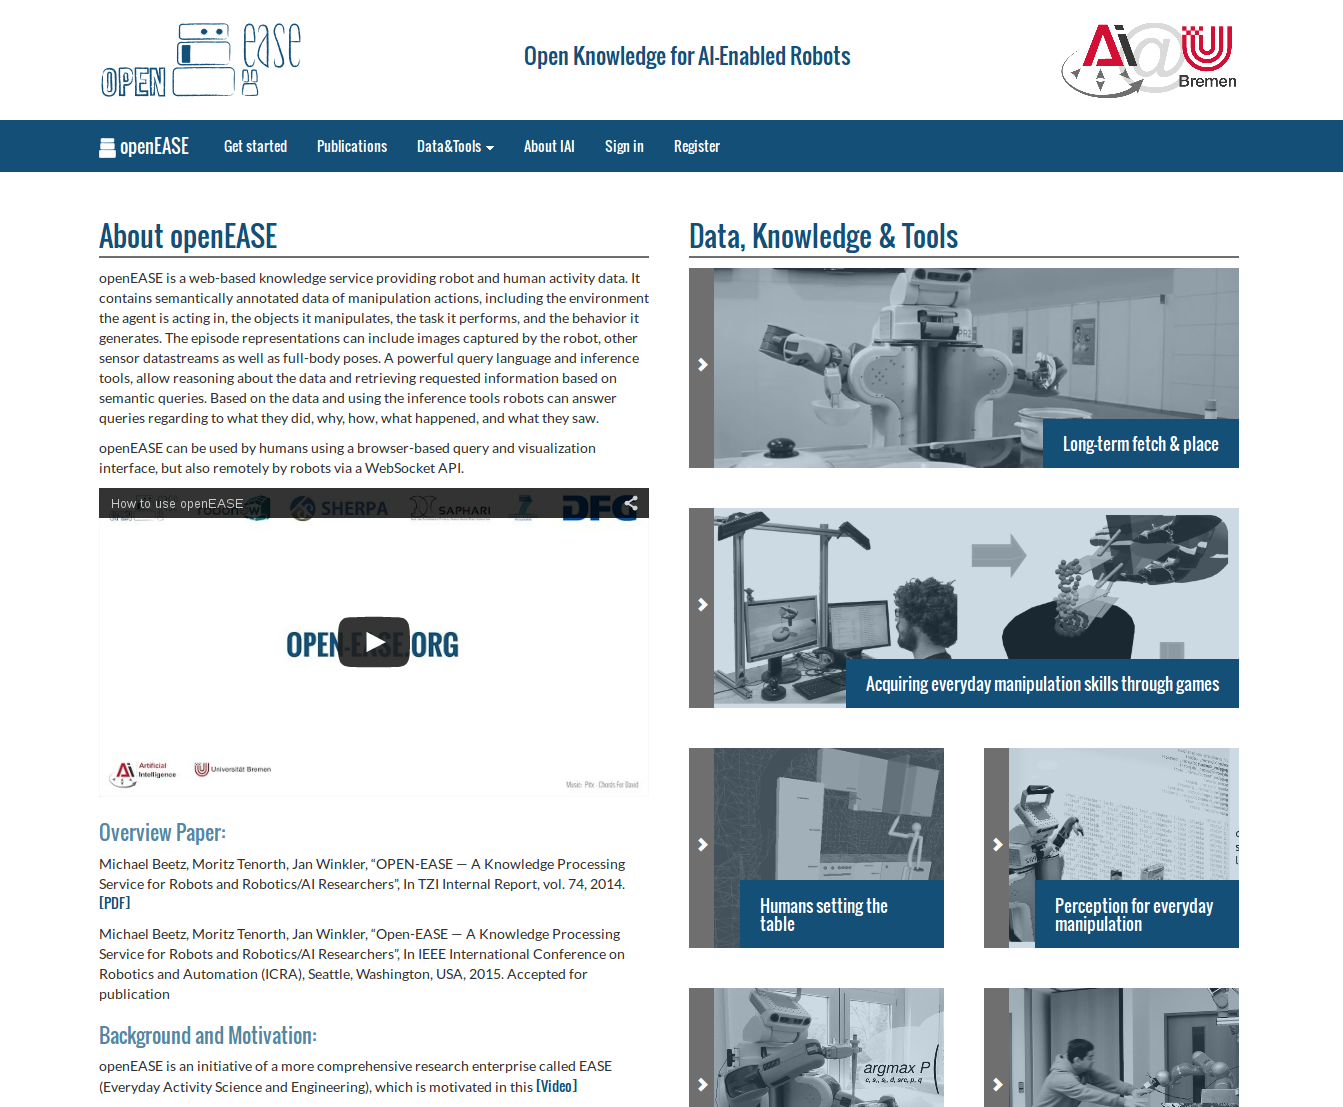 OPEN ease
Open Knowledge for AI-Enabled Robots
Ai@U
Bremen
openEASE
Get started
Publications
Data&Tools
About IAI
Sign in
Register
About openEASE
openEASE is a web-based knowledge service providing robot and human activity data. It
contains semantically annotated data of manipulation actions, including the environment
the agent is acting in, the objects it manipulates, the task it performs, and the behavior it
generates. The episode representations can include images captured by the robot, other
sensor datastreams as well as full-body poses. A powerful query language and inference
tools, allow reasoning about the data and retrieving requested information based on
semantic queries. Based on the data and using the inference tools robots can answer
queries regarding to what they did, why, how, what happened, and what they saw.
openEASE can be used by humans using a browser-based query and visualization
interface, but also remotely by robots via a WebSocket API.
How to use openEASE
SHERPA
SAPHARI
DFG
OPEN-EASE.ORG
Artificial
Intelligence
Universität Bremen
Music: Pitx - Chords For David
Overview Paper:
Michael Beetz, Moritz Tenorth, Jan Winkler, “OPEN-EASE — A Knowledge Processing
Service for Robots and Robotics/AI Researchers”, In TZI Internal Report, vol. 74, 2014.
[PDF]
Michael Beetz, Moritz Tenorth, Jan Winkler, “Open-EASE — A Knowledge Processing
Service for Robots and Robotics/AI Researchers”, In IEEE International Conference on
Robotics and Automation (ICRA), Seattle, Washington, USA, 2015. Accepted for
publication
Background and Motivation:
openEASE is an initiative of a more comprehensive research enterprise called EASE
(Everyday Activity Science and Engineering), which is motivated in this [Video]
Data, Knowledge & Tools
PR2
Long-term fetch & place
Acquiring everyday manipulation skills through games
Humans setting the
table
Perception for everyday
manipulation
argmax P(